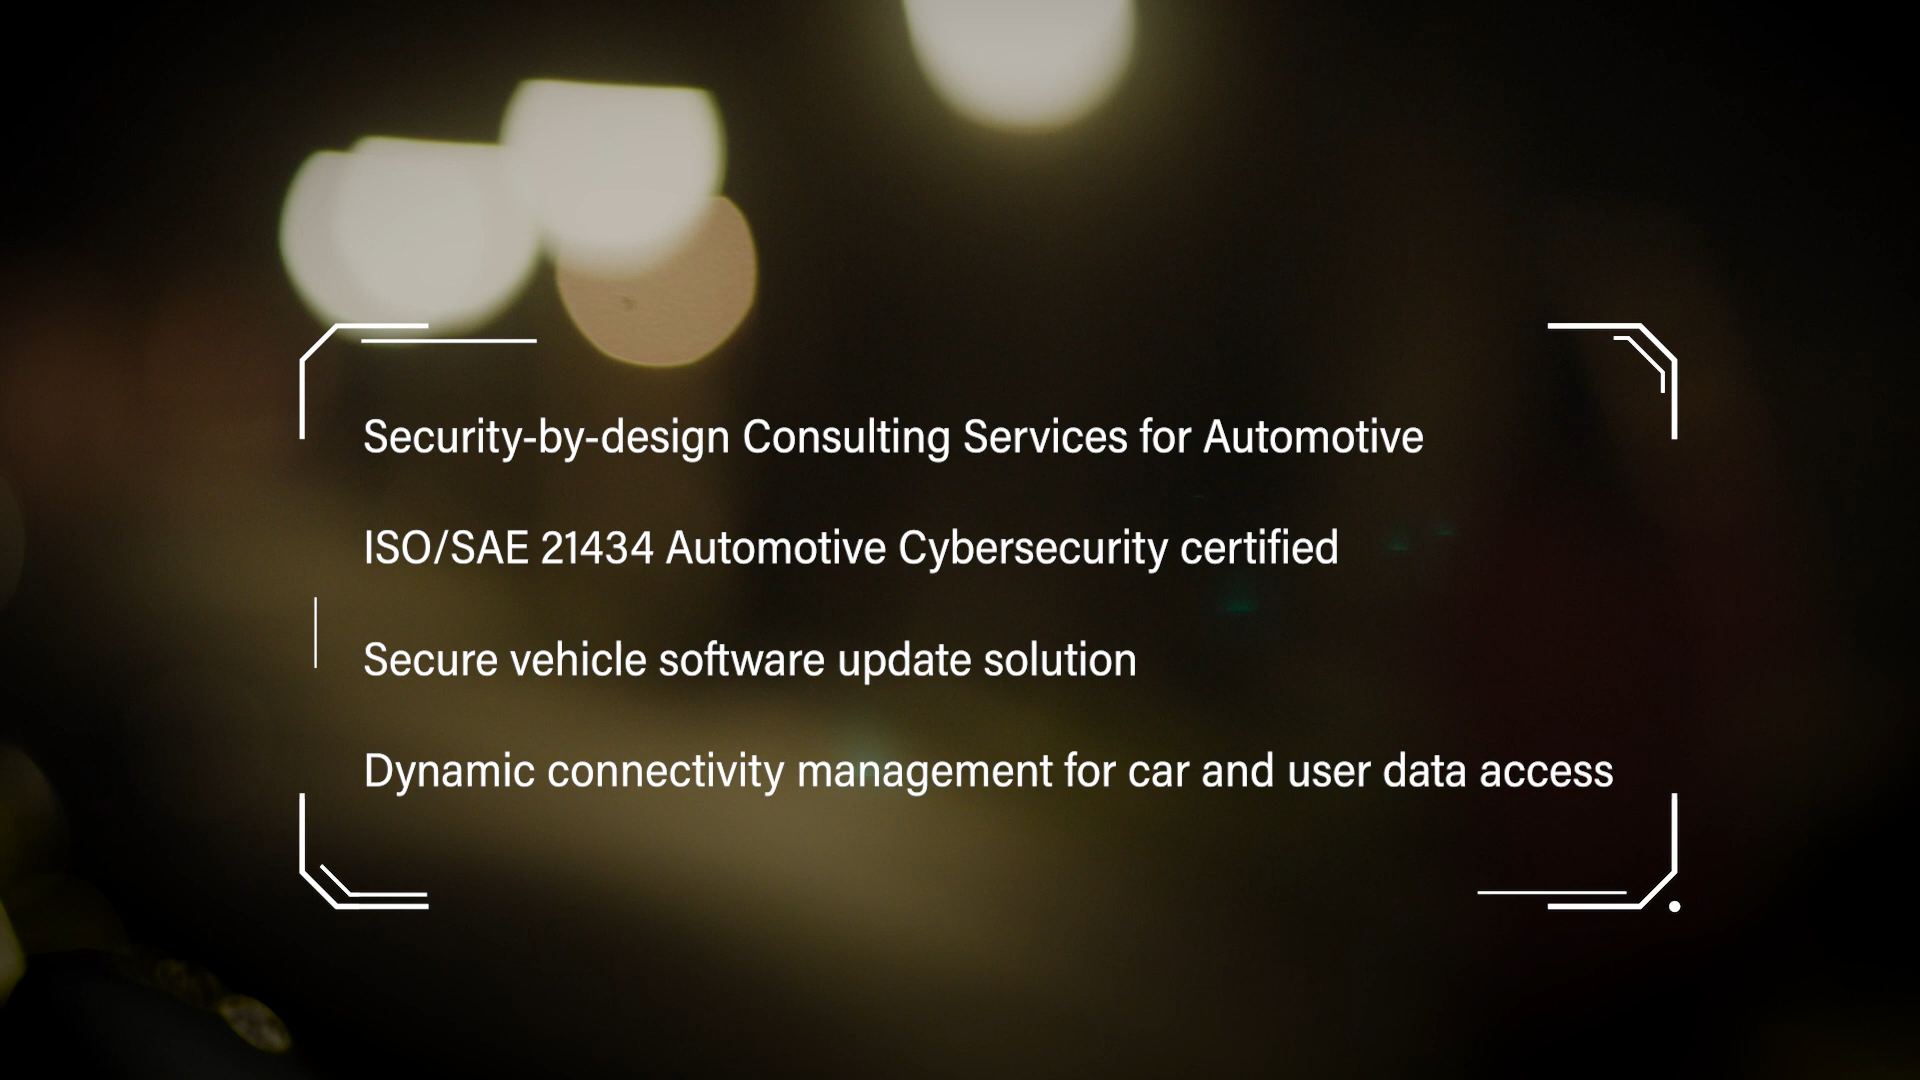 Security-by-design Consulting Services for Automotive
ISO/SAE 21434 Automotive Cybersecurity certified
Secure vehicle software update solution
Dynamic connectivity management for car and user data access